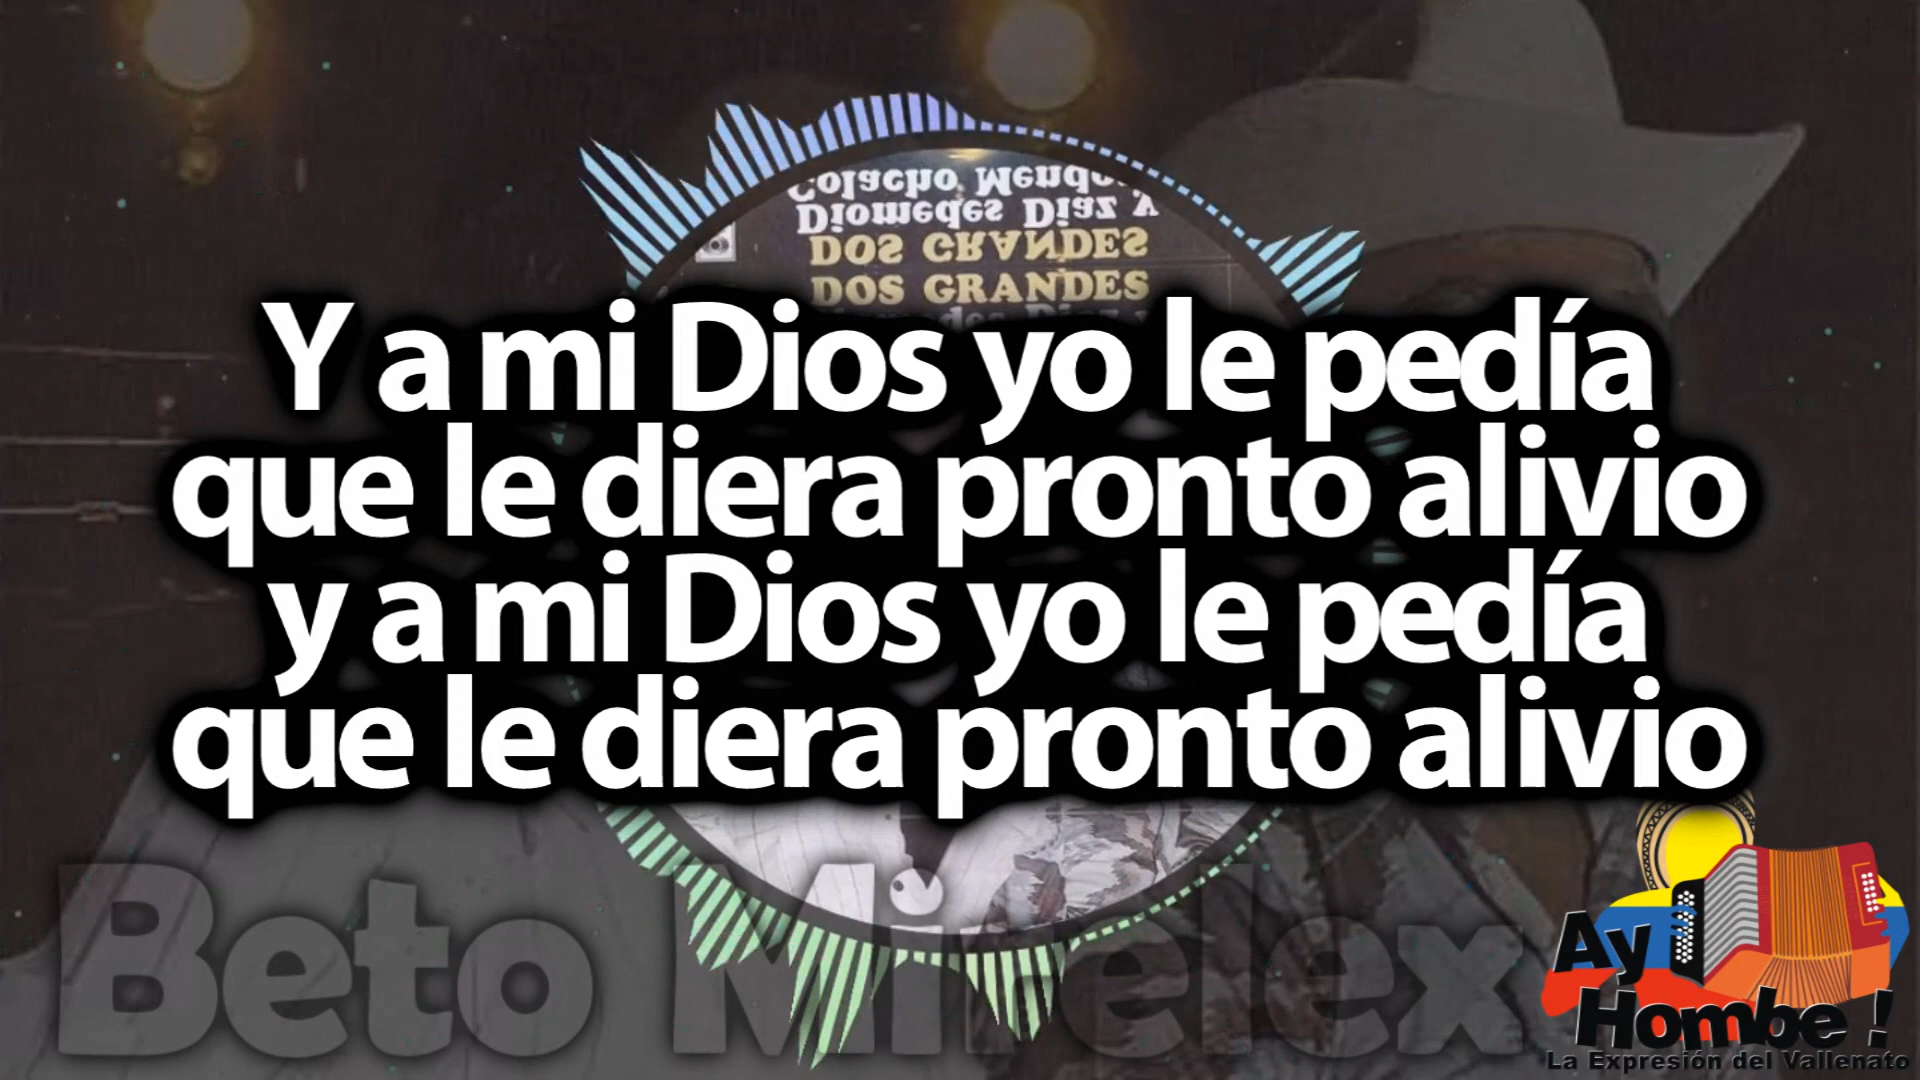 Colacho Mendoza
Diomedes Diaz y
DOS GRANDES
DOS GRANDES
Y a mi Dios yo le pedía
que le diera pronto alivio
y a mi Dios yo le pedía
que le diera pronto alivio
Beto Mirelex
Ay
Hombe !
La Expresión del Vallenato